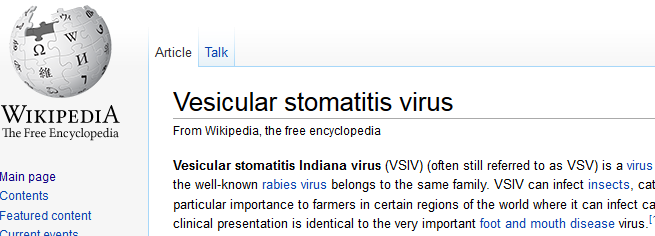 Article Talk
WIKIPEDIA
The Free Encyclopedia
Main page
Contents
Featured content
Current events
Vesicular stomatitis virus
From Wikipedia, the free encyclopedia
Vesicular stomatitis Indiana virus (VSIV) (often still referred to as VSV) is a virus
the well-known rabies virus belongs to the same family. VSIV can infect insects, cat
particular importance to farmers in certain regions of the world where it can infect ca
clinical presentation is identical to the very important foot and mouth disease virus.[